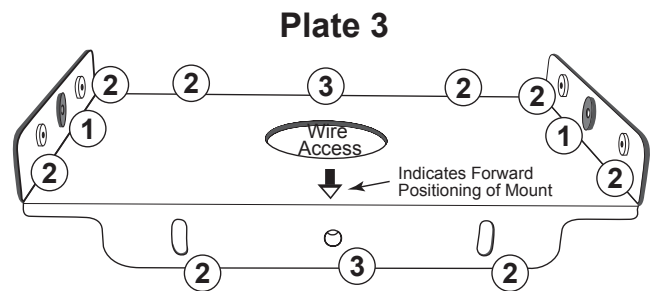 Plate 3
2 2 3 2 2
1 1
Wire
Access
2 2
Indicates Forward
Positioning of Mount
2 3 2